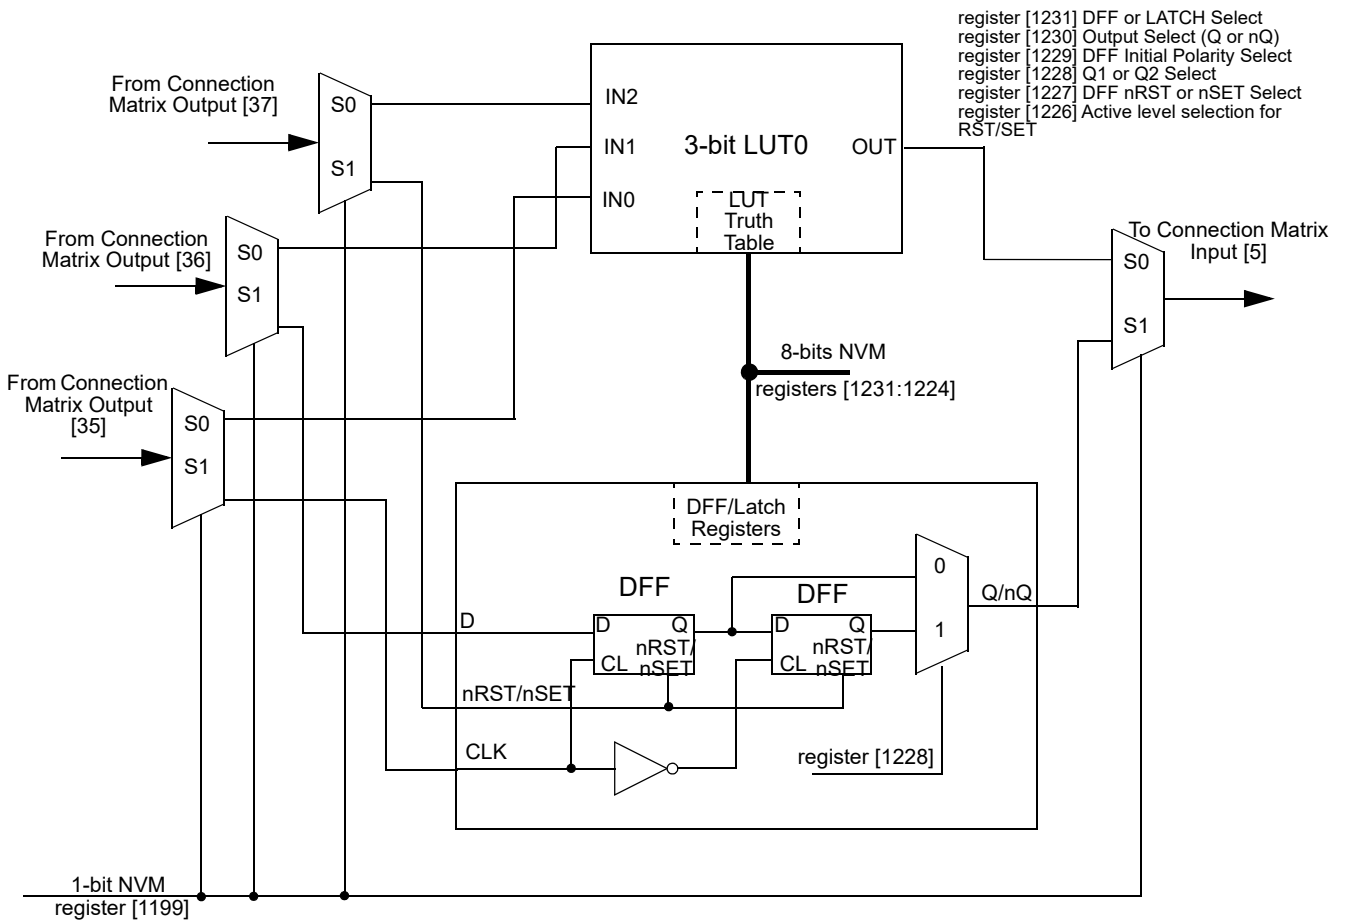 register [1231] DFF or LATCH Select
register [1230] Output Select (Q or nQ)
register [1229] DFF Initial Polarity Select
register [1228] Q1 or Q2 Select
register [1227] DFF nRST or nSET Select
register [1226] Active level selection for
RST/SET
From Connection
Matrix Output [37]
S0
S1
IN2
IN1
IN0
3-bit LUT0
OUT
LUT
Truth
Table
From Connection
Matrix Output [36]
S0
S1
To Connection Matrix
Input [5]
S0
S1
8-bits NVM
registers [1231:1224]
From Connection
Matrix Output
[35]
S0
S1
DFF/Latch
Registers
DFF
DFF
0
1
Q/nQ
D
D
Q
nRST/
nSET
CL
D
Q
nRST/
nSET
CL
nRST/nSET
CLK
register [1228]
1-bit NVM
register [1199]